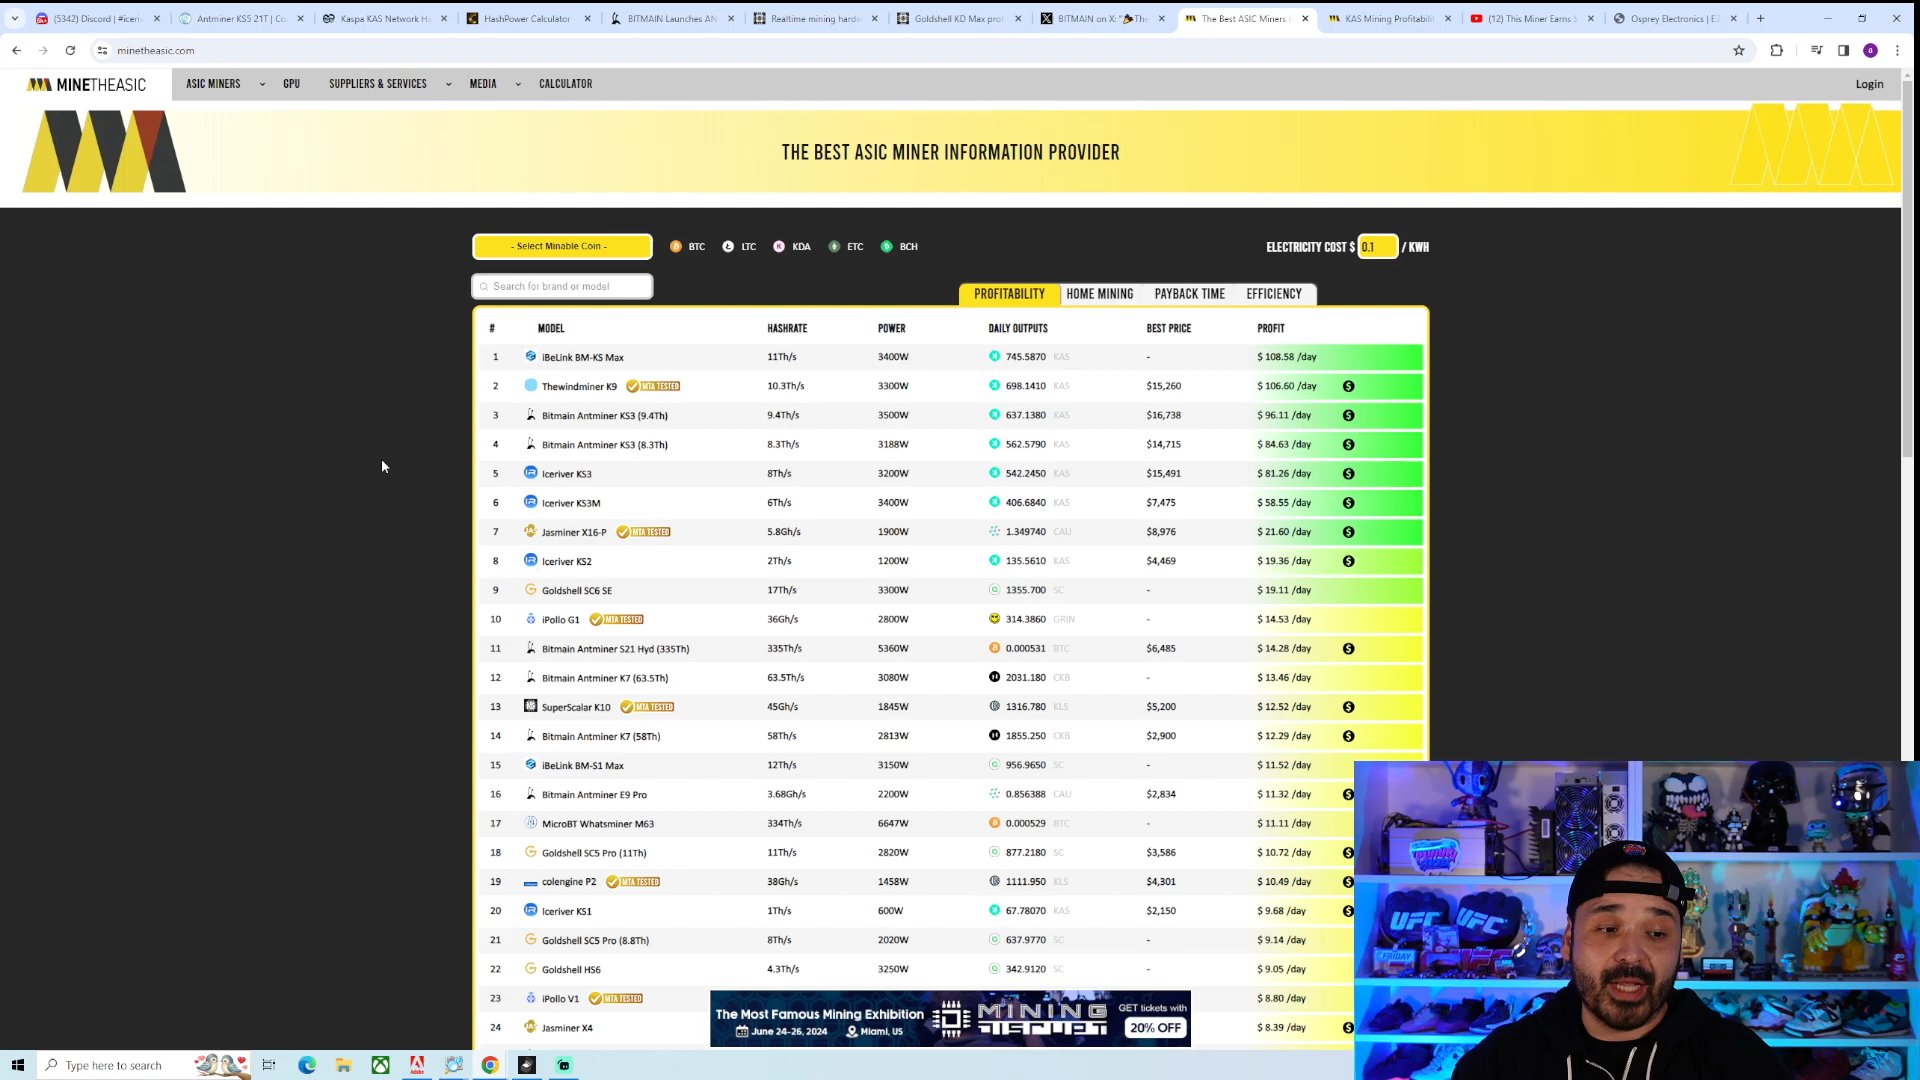 (5342) Discord | #iceri
Antminer KS5 21T | Co
Kaspa KAS Network Ha
HashPower Calculator
BITMAIN Launches AN
Realtime mining hardw
Goldshell KD Max prof
BITMAIN on X: "The
The Best ASIC Miners
KAS Mining Profitabili
(12) This Miner Earns $
Osprey Electronics | E3
minetheasic.com
a
MINETHEASIC
ASIC MINERS
GPU
SUPPLIERS & SERVICES
MEDIA
CALCULATOR
Login
THE BEST ASIC MINER INFORMATION PROVIDER
- Select Minable Coin -
BTC
LTC
KDA
ETC
BCH
ELECTRICITY COST $ 0.1 / KWH
Search for brand or model
PROFITABILITY
HOME MINING
PAYBACK TIME
EFFICIENCY
# MODEL HASHRATE POWER DAILY OUTPUTS BEST PRICE PROFIT
1 iBeLink BM-KS Max 11Th/s 3400W 745.5870 KAS - $ 108.58 /day
2 Thewindminer K9 MTA TESTED 10.3Th/s 3300W 698.1410 KAS $15,260 $ 106.60 /day
3 Bitmain Antminer KS3 (9.4Th) 9.4Th/s 3500W 637.1380 KAS $16,738 $ 96.11 /day
4 Bitmain Antminer KS3 (8.3Th) 8.3Th/s 3188W 562.5790 KAS $14,715 $ 84.63 /day
5 Iceriver KS3 8Th/s 3200W 542.2450 KAS $15,491 $ 81.26 /day
6 Iceriver KS3M 6Th/s 3400W 406.6840 KAS $7,475 $ 58.55 /day
7 Jasminer X16-P MTA TESTED 5.8Gh/s 1900W 1.349740 CAU $8,976 $ 21.60 /day
8 Iceriver KS2 2Th/s 1200W 135.5610 KAS $4,469 $ 19.36 /day
9 Goldshell SC6 SE 17Th/s 3300W 1355.700 SC - $ 19.11 /day
10 iPollo G1 MTA TESTED 36Gh/s 2800W 314.3860 GRIN - $ 14.53 /day
11 Bitmain Antminer S21 Hyd (335Th) 335Th/s 5360W 0.000531 BTC $6,485 $ 14.28 /day
12 Bitmain Antminer K7 (63.5Th) 63.5Th/s 3080W 2031.180 CKB - $ 13.46 /day
13 SuperScalar K10 MTA TESTED 45Gh/s 1845W 1316.780 KLS $5,200 $ 12.52 /day
14 Bitmain Antminer K7 (58Th) 58Th/s 2813W 1855.250 CKB $2,900 $ 12.29 /day
15 iBeLink BM-S1 Max 12Th/s 3150W 956.9650 SC - $ 11.52 /day
16 Bitmain Antminer E9 Pro 3.68Gh/s 2200W 0.856388 CAU $2,834 $ 11.32 /day
17 MicroBT Whatsminer M63 334Th/s 6647W 0.000529 BTC - $ 11.11 /day
18 Goldshell SC5 Pro (11Th) 11Th/s 2820W 877.2180 SC $3,586 $ 10.72 /day
19 colengine P2 MTA TESTED 38Gh/s 1458W 1111.950 KLS $4,301 $ 10.49 /day
20 Iceriver KS1 1Th/s 600W 67.78070 KAS $2,150 $ 9.68 /day
21 Goldshell SC5 Pro (8.8Th) 8Th/s 2020W 637.9770 SC - $ 9.14 /day
22 Goldshell HS6 4.3Th/s 3250W 342.9120 SC - $ 9.05 /day
23 iPollo V1 MTA TESTED $ 8.80 /day
24 Jasminer X4 $ 8.39 /day
The Most Famous Mining Exhibition
June 24-26, 2024 Miami, US
MINING
DISRUPT
GET tickets with
20% OFF
UFC
UFC
FRIDAY
Type here to search
Adobe